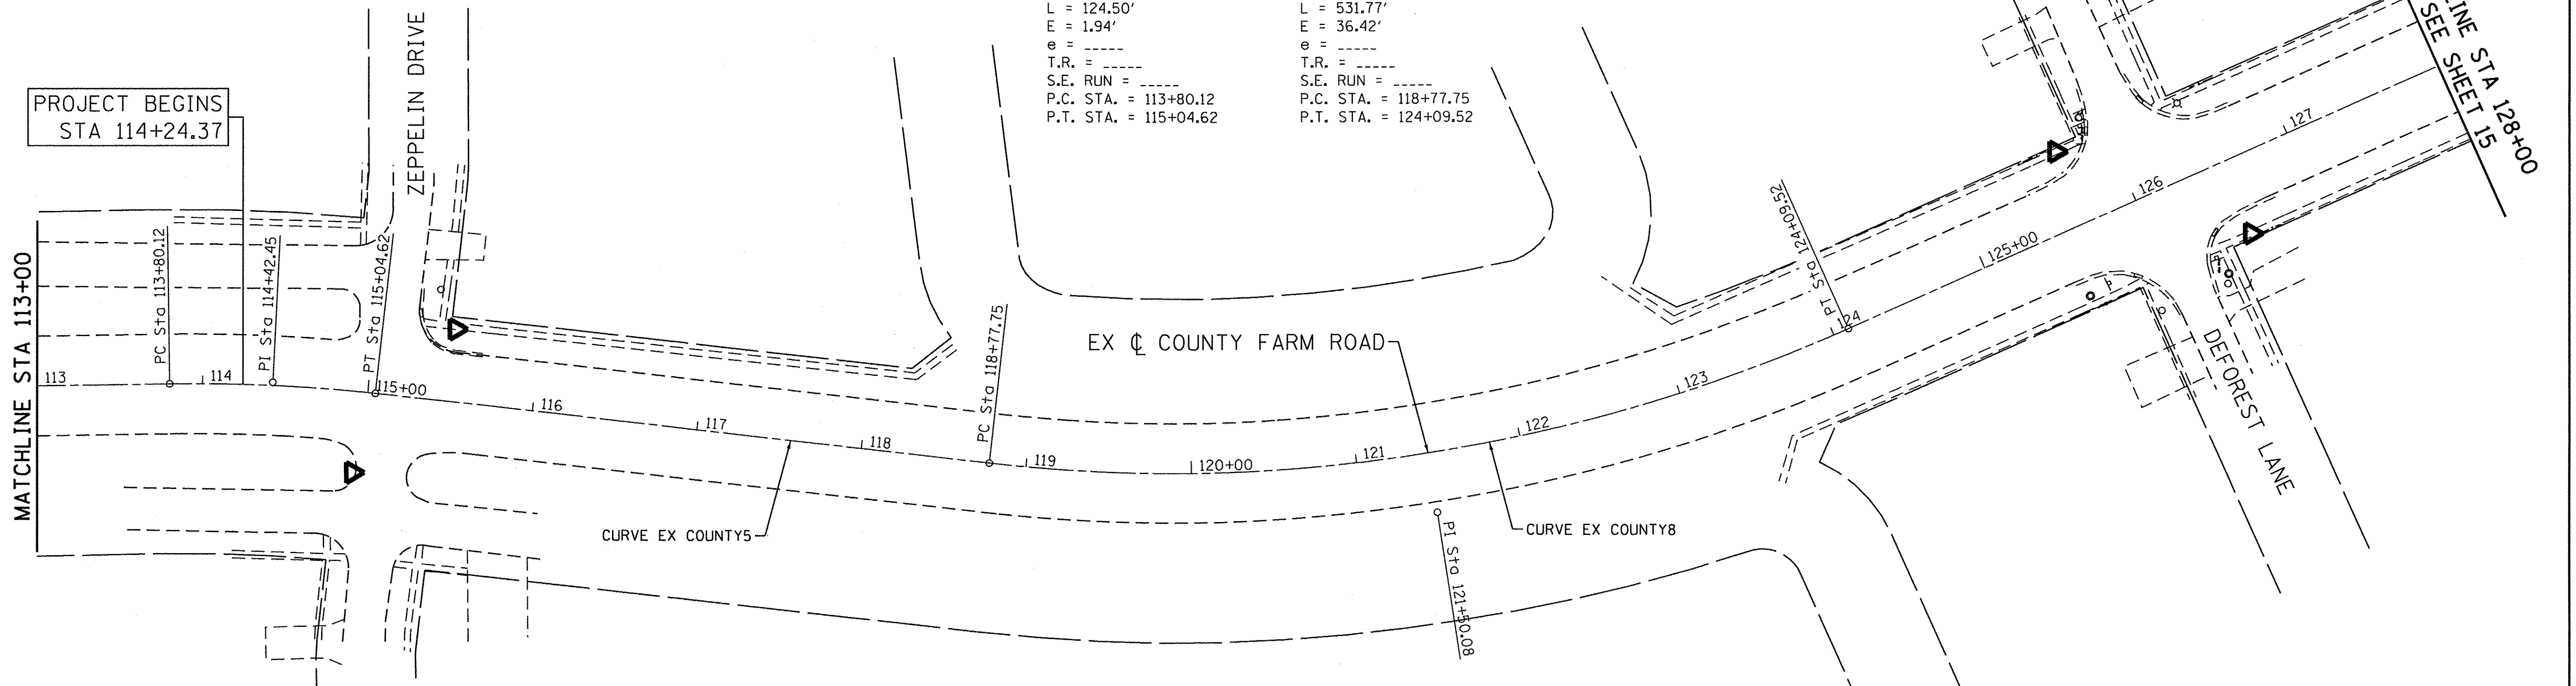 L = 124.50'
E = 1.94'
e = _____
T.R. = _____
S.E. RUN = _____
P.C. STA. = 113+80.12
P.T. STA. = 115+04.62
L = 531.77'
E = 36.42'
e = _____
T.R. = _____
S.E. RUN = _____
P.C. STA. = 118+77.75
P.T. STA. = 124+09.52
PROJECT BEGINS
STA 114+24.37
ZEPPELIN DRIVE
MATCHLINE STA 113+00
PC Sta 113+80.12
PI Sta 114+42.45
PT Sta 115+04.62
113
114
115+00
116
117
118
PC Sta 118+77.75
119
120+00
121
122
123
124
125+00
126
127
EX ℄ COUNTY FARM ROAD
CURVE EX COUNTY5
CURVE EX COUNTY8
PI Sta 121+50.08
PT Sta 124+09.52
DEFOREST LANE
LINE STA 128+00
SEE SHEET 15